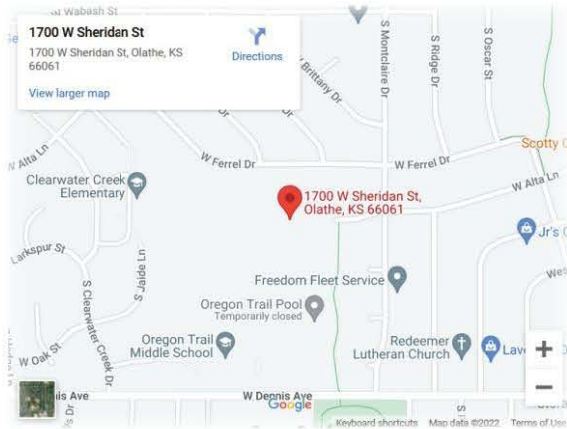 W Wabash St
1700 W Sheridan St
1700 W Sheridan St, Olathe, KS
66061
Directions
View larger map
W Brittany Dr
S Montclaire Dr
S Ridge Dr
S Oscar St
Scotty
W Alta Ln
W Ferrel Dr
W Ferrel Dr
Clearwater Creek
Elementary
1700 W Sheridan St,
Olathe, KS 66061
W Alta Ln
Jr's
Larkspur St
S Jaide Ln
S Clearwater Creek Dr
Freedom Fleet Service
Oregon Trail Pool
Temporarily closed
Oregon Trail
Middle School
Redeemer
Lutheran Church
W Oak St
W Dennis Ave
Google
Keyboard shortcuts Map data ©2022 Terms of Use